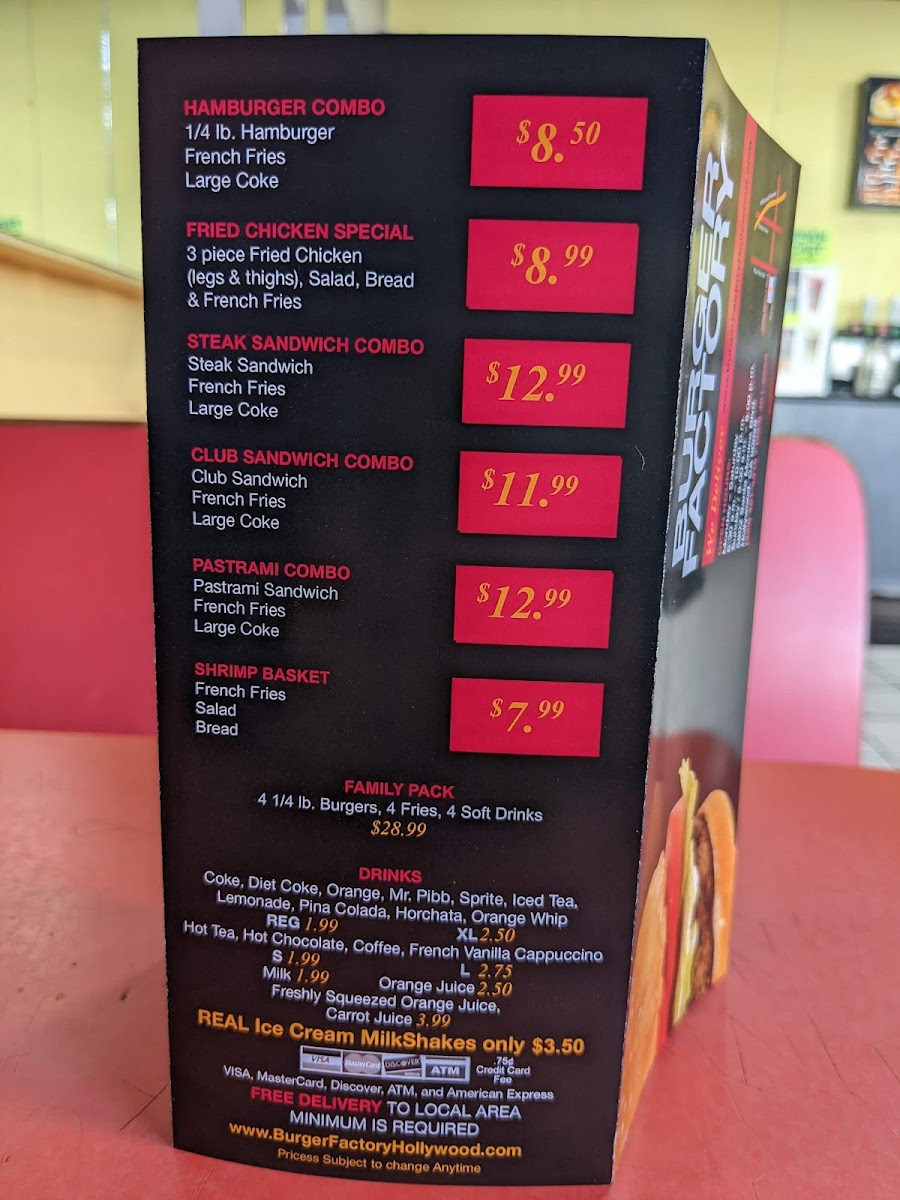 HAMBURGER COMBO
1/4 lb. Hamburger
French Fries
Large Coke
$8.50
FRIED CHICKEN SPECIAL
3 piece Fried Chicken
(legs & thighs), Salad, Bread
& French Fries
$8.99
STEAK SANDWICH COMBO
Steak Sandwich
French Fries
Large Coke
$12.99
CLUB SANDWICH COMBO
Club Sandwich
French Fries
Large Coke
$11.99
PASTRAMI COMBO
Pastrami Sandwich
French Fries
Large Coke
$12.99
SHRIMP BASKET
French Fries
Salad
Bread
$7.99
FAMILY PACK
4 1/4 lb. Burgers, 4 Fries, 4 Soft Drinks
$28.99
DRINKS
Coke, Diet Coke, Orange, Mr. Pibb, Sprite, Iced Tea,
Lemonade, Pina Colada, Horchata, Orange Whip
REG 1.99 XL 2.50
Hot Tea, Hot Chocolate, Coffee, French Vanilla Cappuccino
S 1.99 L 2.75
Milk 1.99 Orange Juice 2.50
Freshly Squeezed Orange Juice,
Carrot Juice 3.99
REAL Ice Cream MilkShakes only $3.50
VISA MasterCard DISCOVER ATM
.75¢
Credit Card
Fee
VISA, MasterCard, Discover, ATM, and American Express
FREE DELIVERY TO LOCAL AREA
MINIMUM IS REQUIRED
www.BurgerFactoryHollywood.com
Pricess Subject to change Anytime
BURGER
FACTORY
We Deliver